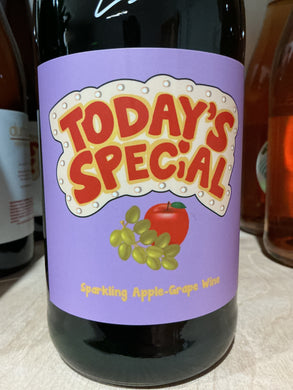 TODAY'S
SPECiAL
Sparkling Apple-Grape Wine